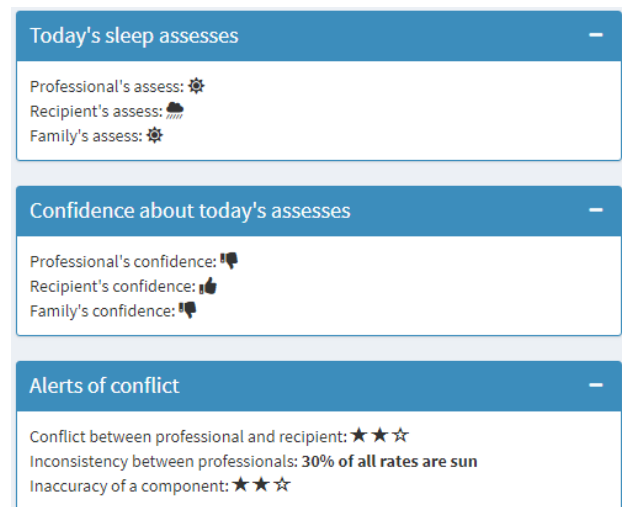 Today's sleep assesses
Professional's assess:
Recipient's assess:
Family's assess:
Confidence about today's assesses
Professional's confidence:
Recipient's confidence:
Family's confidence:
Alerts of conflict
Conflict between professional and recipient: ★★☆
Inconsistency between professionals: 30% of all rates are sun
Inaccuracy of a component: ★★☆